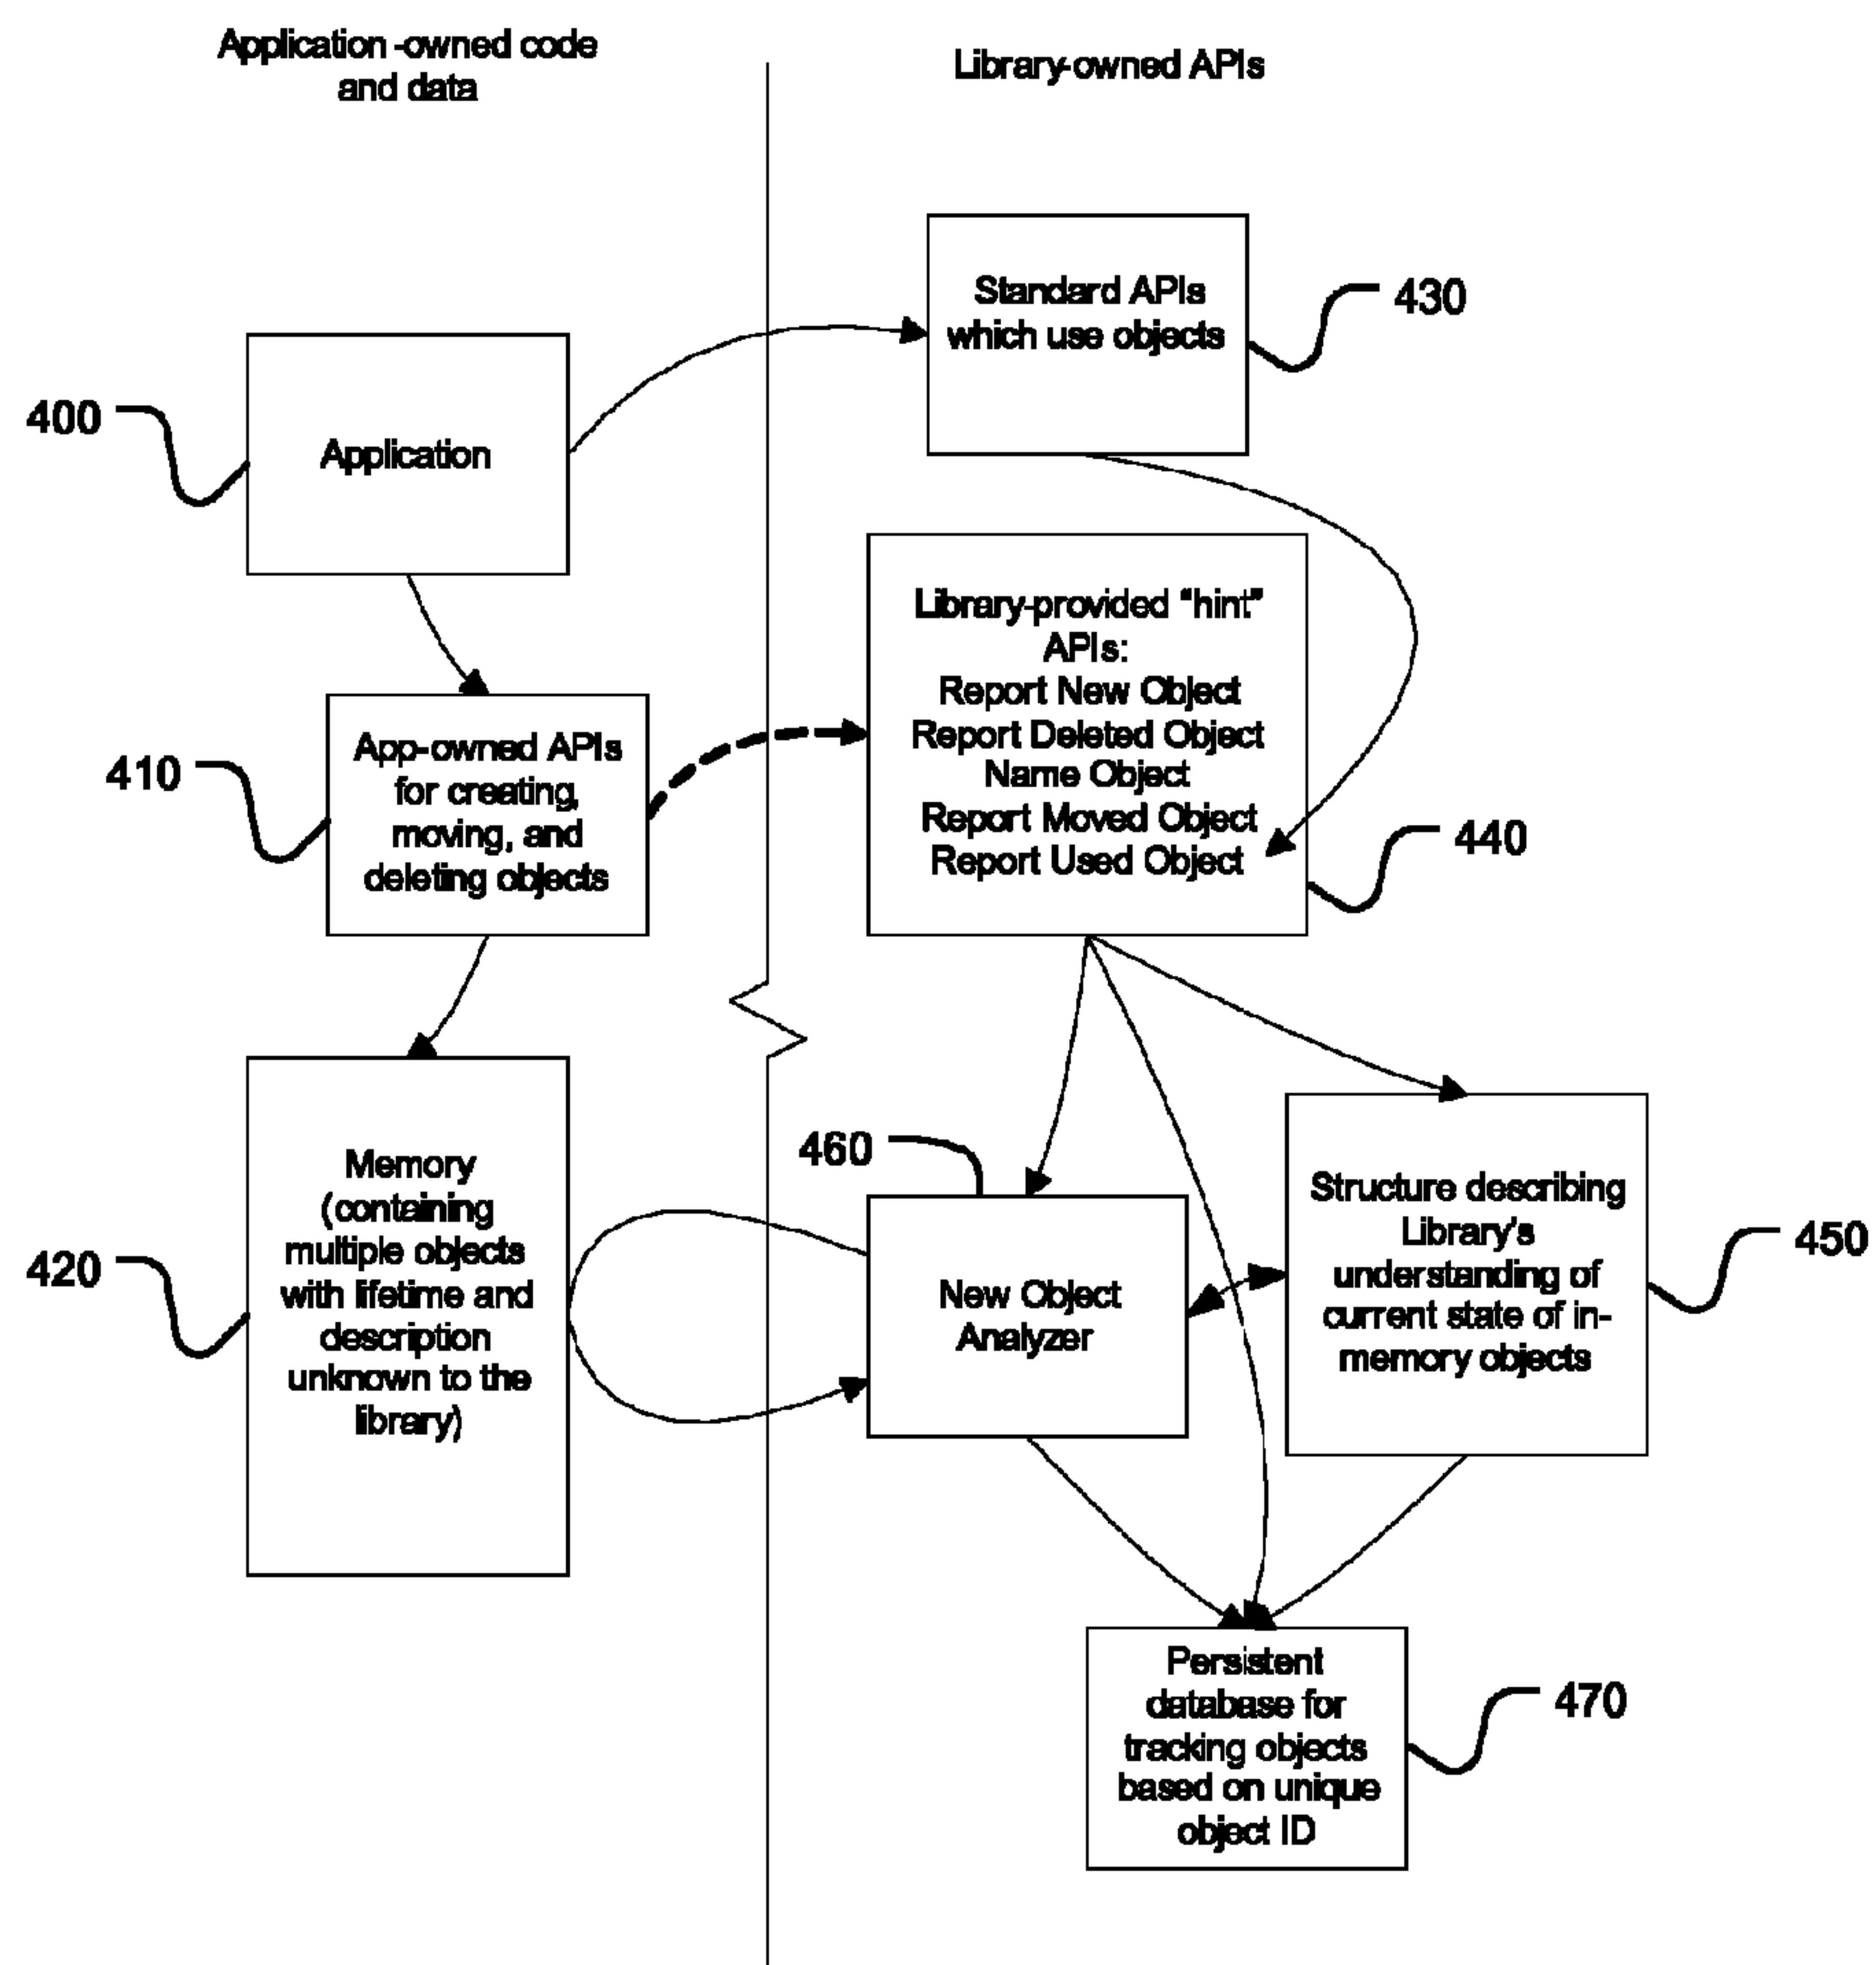 Application -owned code
and data
Library-owned APIs
Standard APIs
which use objects
430
400
Application
Library-provided “hint”
APIs:
Report New Object
Report Deleted Object
Name Object
Report Moved Object
Report Used Object
440
410
App-owned APIs
for creating,
moving, and
deleting objects
420
Memory
(containing
multiple objects
with lifetime and
description
unknown to the
library)
460
New Object
Analyzer
Structure describing
Library's
understanding of
current state of in-
memory objects
450
Persistent
database for
tracking objects
based on unique
object ID
470